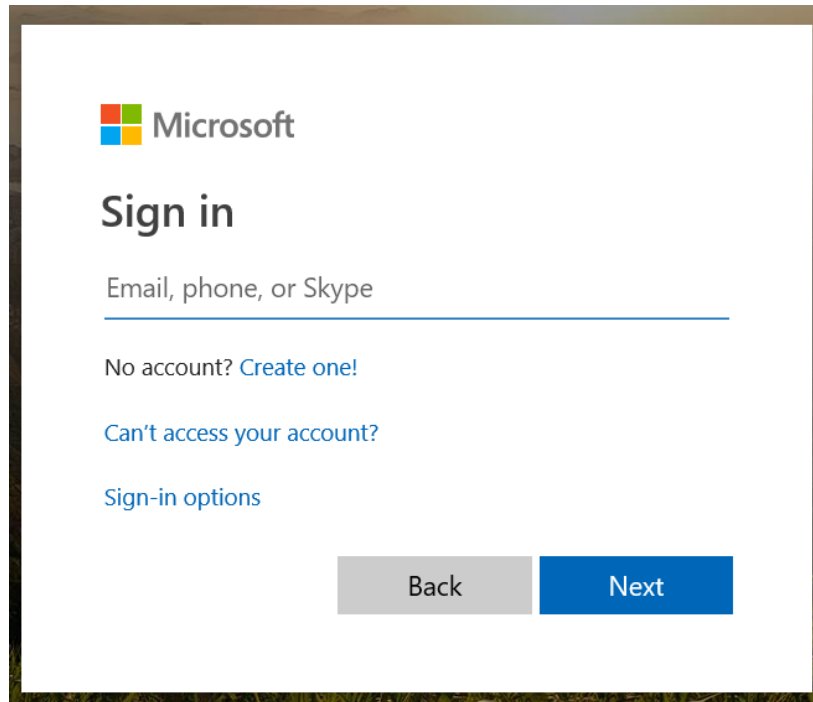 Microsoft
Sign in
Email, phone, or Skype
No account? Create one!
Can’t access your account?
Sign-in options
Back Next